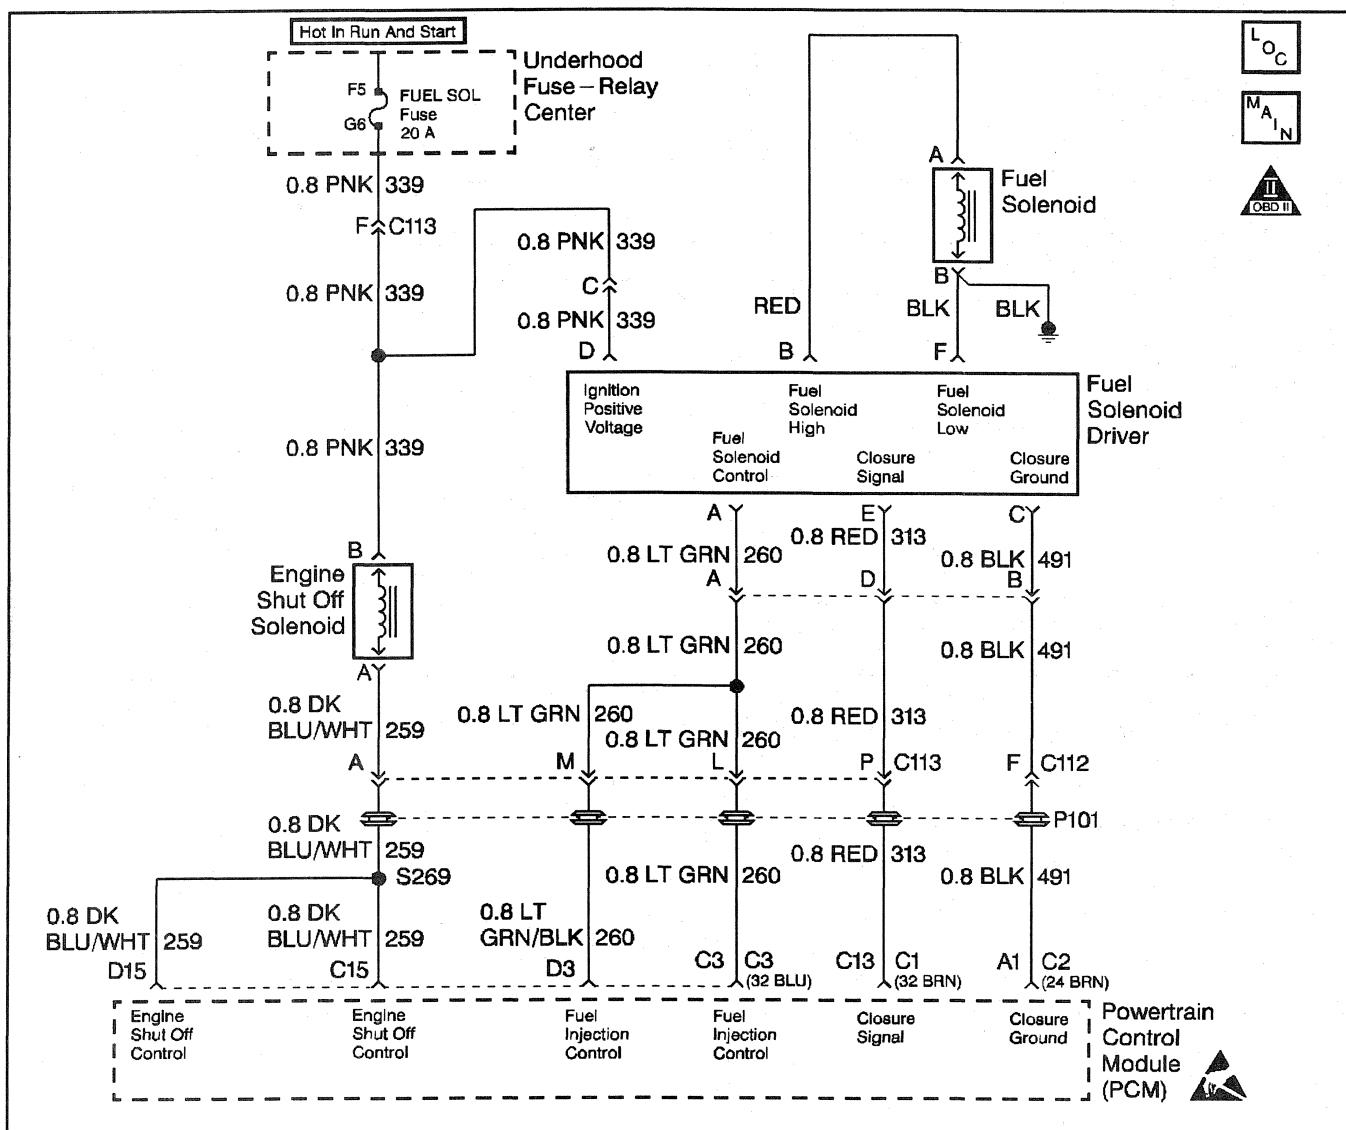 Hot In Run And Start
Underhood
Fuse – Relay
Center
F5
G6
FUEL SOL
Fuse
20 A
L O C
M A I N
II
OBD II
0.8 PNK 339
F C113
0.8 PNK 339
0.8 PNK 339
C
0.8 PNK 339
D
A
Fuel
Solenoid
B
RED
BLK
BLK
B
F
Ignition
Positive
Voltage
Fuel
Solenoid
High
Fuel
Solenoid
Low
Fuel
Solenoid
Driver
Fuel
Solenoid
Control
Closure
Signal
Closure
Ground
0.8 PNK 339
B
Engine
Shut Off
Solenoid
A
A
0.8 LT GRN 260
A
E
0.8 RED 313
D
C
0.8 BLK 491
B
0.8 LT GRN 260
0.8 BLK 491
0.8 DK
BLU/WHT 259
A
0.8 LT GRN 260
M
0.8 LT GRN 260
L
0.8 RED 313
P C113
F C112
P101
0.8 DK
BLU/WHT 259
S269
0.8 LT GRN 260
0.8 RED 313
0.8 BLK 491
0.8 DK
BLU/WHT 259
D15
0.8 DK
BLU/WHT 259
C15
0.8 LT
GRN/BLK 260
D3
C3 C3
(32 BLU)
C13 C1
(32 BRN)
A1 C2
(24 BRN)
Engine
Shut Off
Control
Engine
Shut Off
Control
Fuel
Injection
Control
Fuel
Injection
Control
Closure
Signal
Closure
Ground
Powertrain
Control
Module
(PCM)